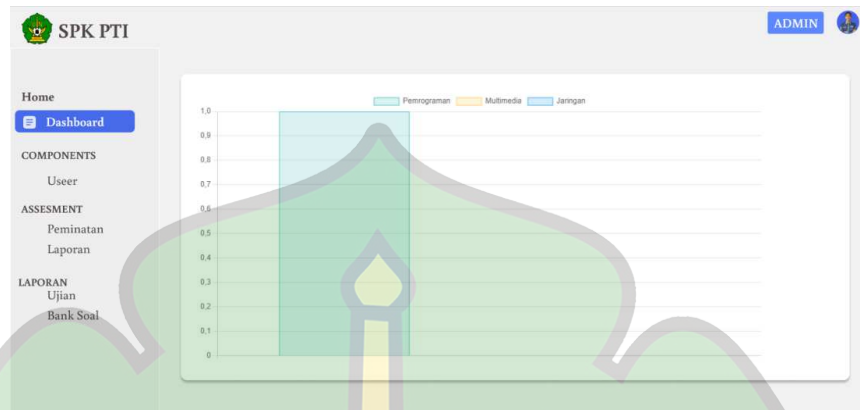 SPK PTI
ADMIN
Home
Dashboard
COMPONENTS
Useer
ASSESMENT
Peminatan
Laporan
LAPORAN
Ujian
Bank Soal
Pemrograman Multimedia Jaringan
1,0
0,9
0,8
0,7
0,6
0,5
0,4
0,3
0,2
0,1
0